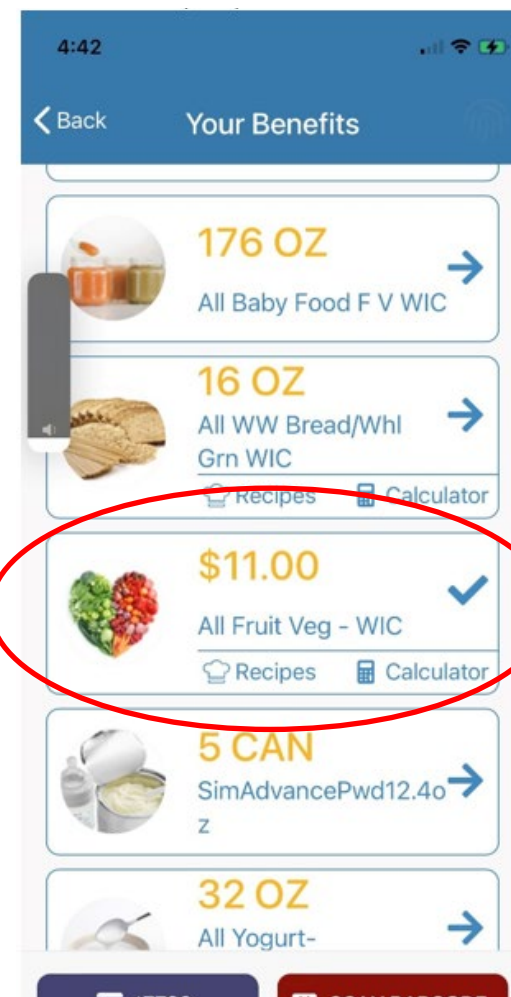 4:42
Back Your Benefits
176 OZ
All Baby Food F V WIC
16 OZ
All WW Bread/Whl
Grn WIC
Recipes Calculator
$11.00
All Fruit Veg - WIC
Recipes Calculator
5 CAN
SimAdvancePwd12.4o
z
32 OZ
All Yogurt-